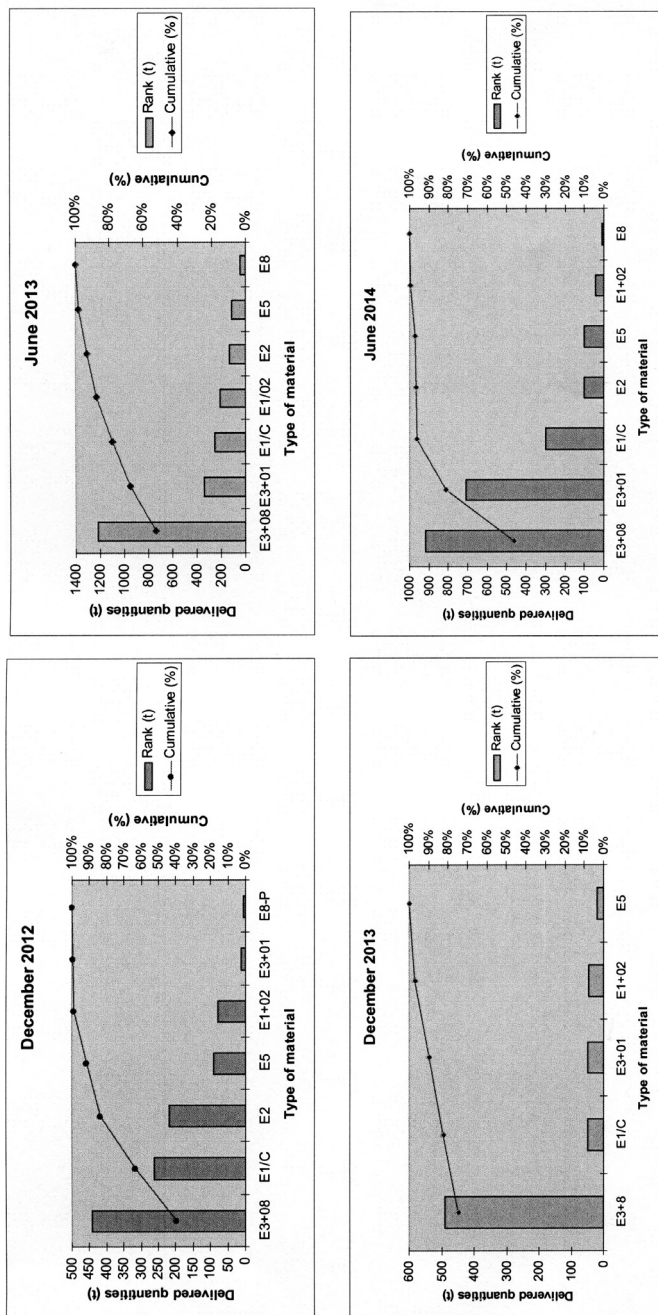 December 2012
Delivered quantities (t)
500
450
400
350
300
250
200
150
100
50
0
E3+08
E1/C
E2
E5
E1+02
E3+01
E8-P
Type of material
100%
90%
80%
70%
60%
50%
40%
30%
20%
10%
0%
Cumulative (%)
Rank (t)
Cumulative (%)
June 2013
Delivered quantities (t)
1400
1200
1000
800
600
400
200
0
E3+08
E3+01
E1/C
E1/02
E2
E5
E8
Type of material
100%
80%
60%
40%
20%
0%
Cumulative (%)
Rank (t)
Cumulative (%)
December 2013
Delivered quantities (t)
600
500
400
300
200
100
0
E3+8
E1/C
E3+01
E1+02
E5
Type of material
100%
90%
80%
70%
60%
50%
40%
30%
20%
10%
0%
Cumulative (%)
Rank (t)
Cumulative (%)
June 2014
Delivered quantities (t)
1000
900
800
700
600
500
400
300
200
100
0
E3+08
E3+01
E1/C
E2
E5
E1+02
E8
Type of material
100%
90%
80%
70%
60%
50%
40%
30%
20%
10%
0%
Cumulative (%)
Rank (t)
Cumulative (%)